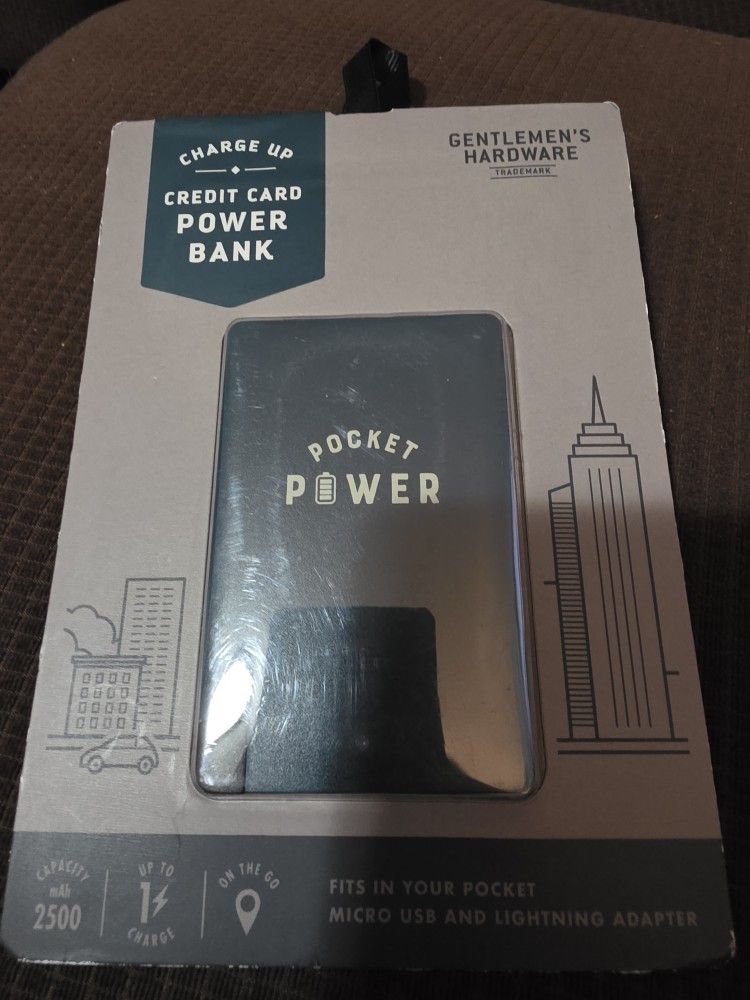 CHARGE UP
CREDIT CARD
POWER
BANK
GENTLEMEN'S
HARDWARE
TRADEMARK
POCKET
POWER
CAPACITY
mAh
2500
UP TO
1
CHARGE
ON THE GO
FITS IN YOUR POCKET
MICRO USB AND LIGHTNING ADAPTER